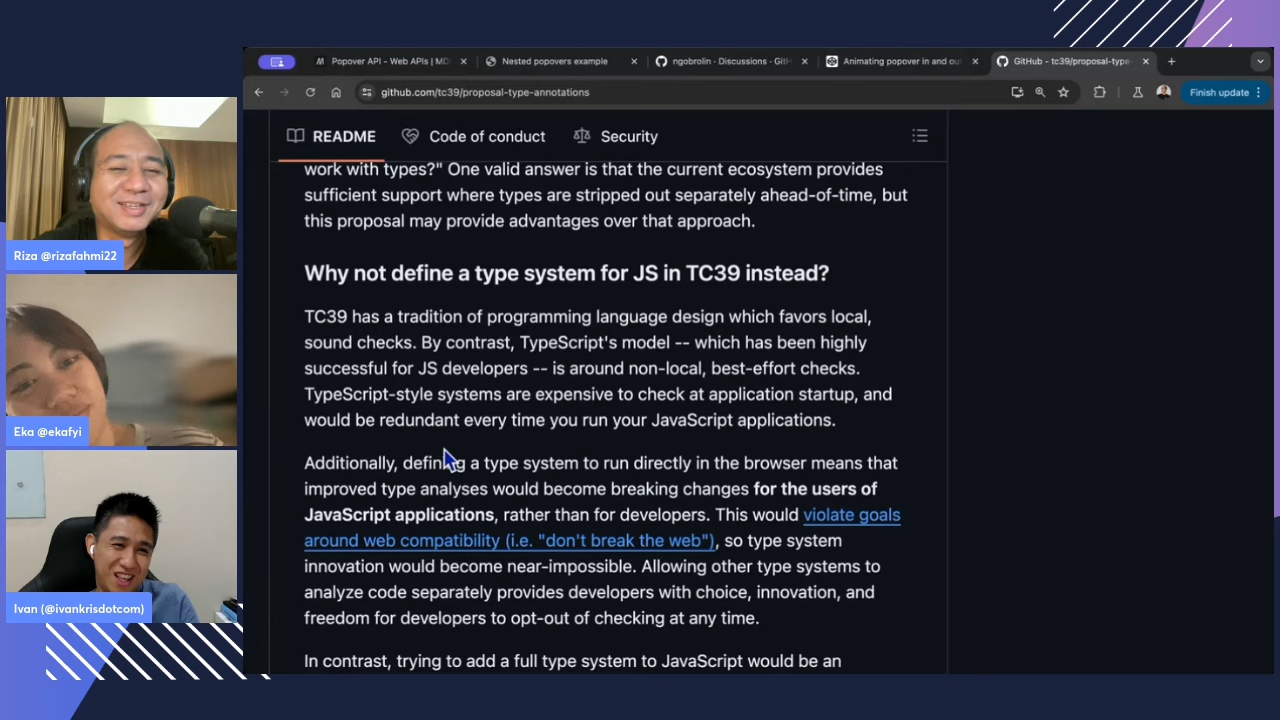 Popover API - Web APIs | MD
Nested popovers example
ngobrolin · Discussions · GitH
Animating popover in and out
GitHub - tc39/proposal-type-
github.com/tc39/proposal-type-annotations
Finish update
README
Code of conduct
Security
work with types?" One valid answer is that the current ecosystem provides
sufficient support where types are stripped out separately ahead-of-time, but
this proposal may provide advantages over that approach.
Why not define a type system for JS in TC39 instead?
TC39 has a tradition of programming language design which favors local,
sound checks. By contrast, TypeScript's model -- which has been highly
successful for JS developers -- is around non-local, best-effort checks.
TypeScript-style systems are expensive to check at application startup, and
would be redundant every time you run your JavaScript applications.
Additionally, defining a type system to run directly in the browser means that
improved type analyses would become breaking changes for the users of
JavaScript applications, rather than for developers. This would violate goals
around web compatibility (i.e. "don't break the web"), so type system
innovation would become near-impossible. Allowing other type systems to
analyze code separately provides developers with choice, innovation, and
freedom for developers to opt-out of checking at any time.
In contrast, trying to add a full type system to JavaScript would be an
Riza @rizafahmi22
Eka @ekafyi
Ivan (@ivankrisdotcom)